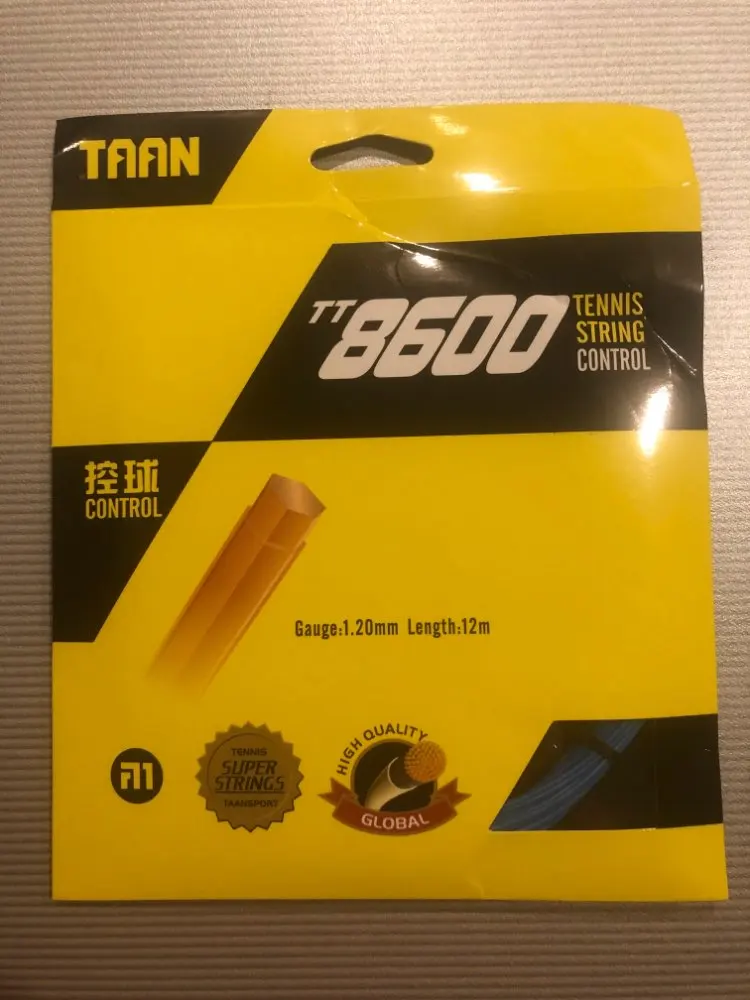 TAAN
TT8600
TENNIS
STRING
CONTROL
控球
CONTROL
Gauge:1.20mm Length:12m
TENNIS
SUPER
STRINGS
TAANSPORT
HIGH QUALITY
GLOBAL